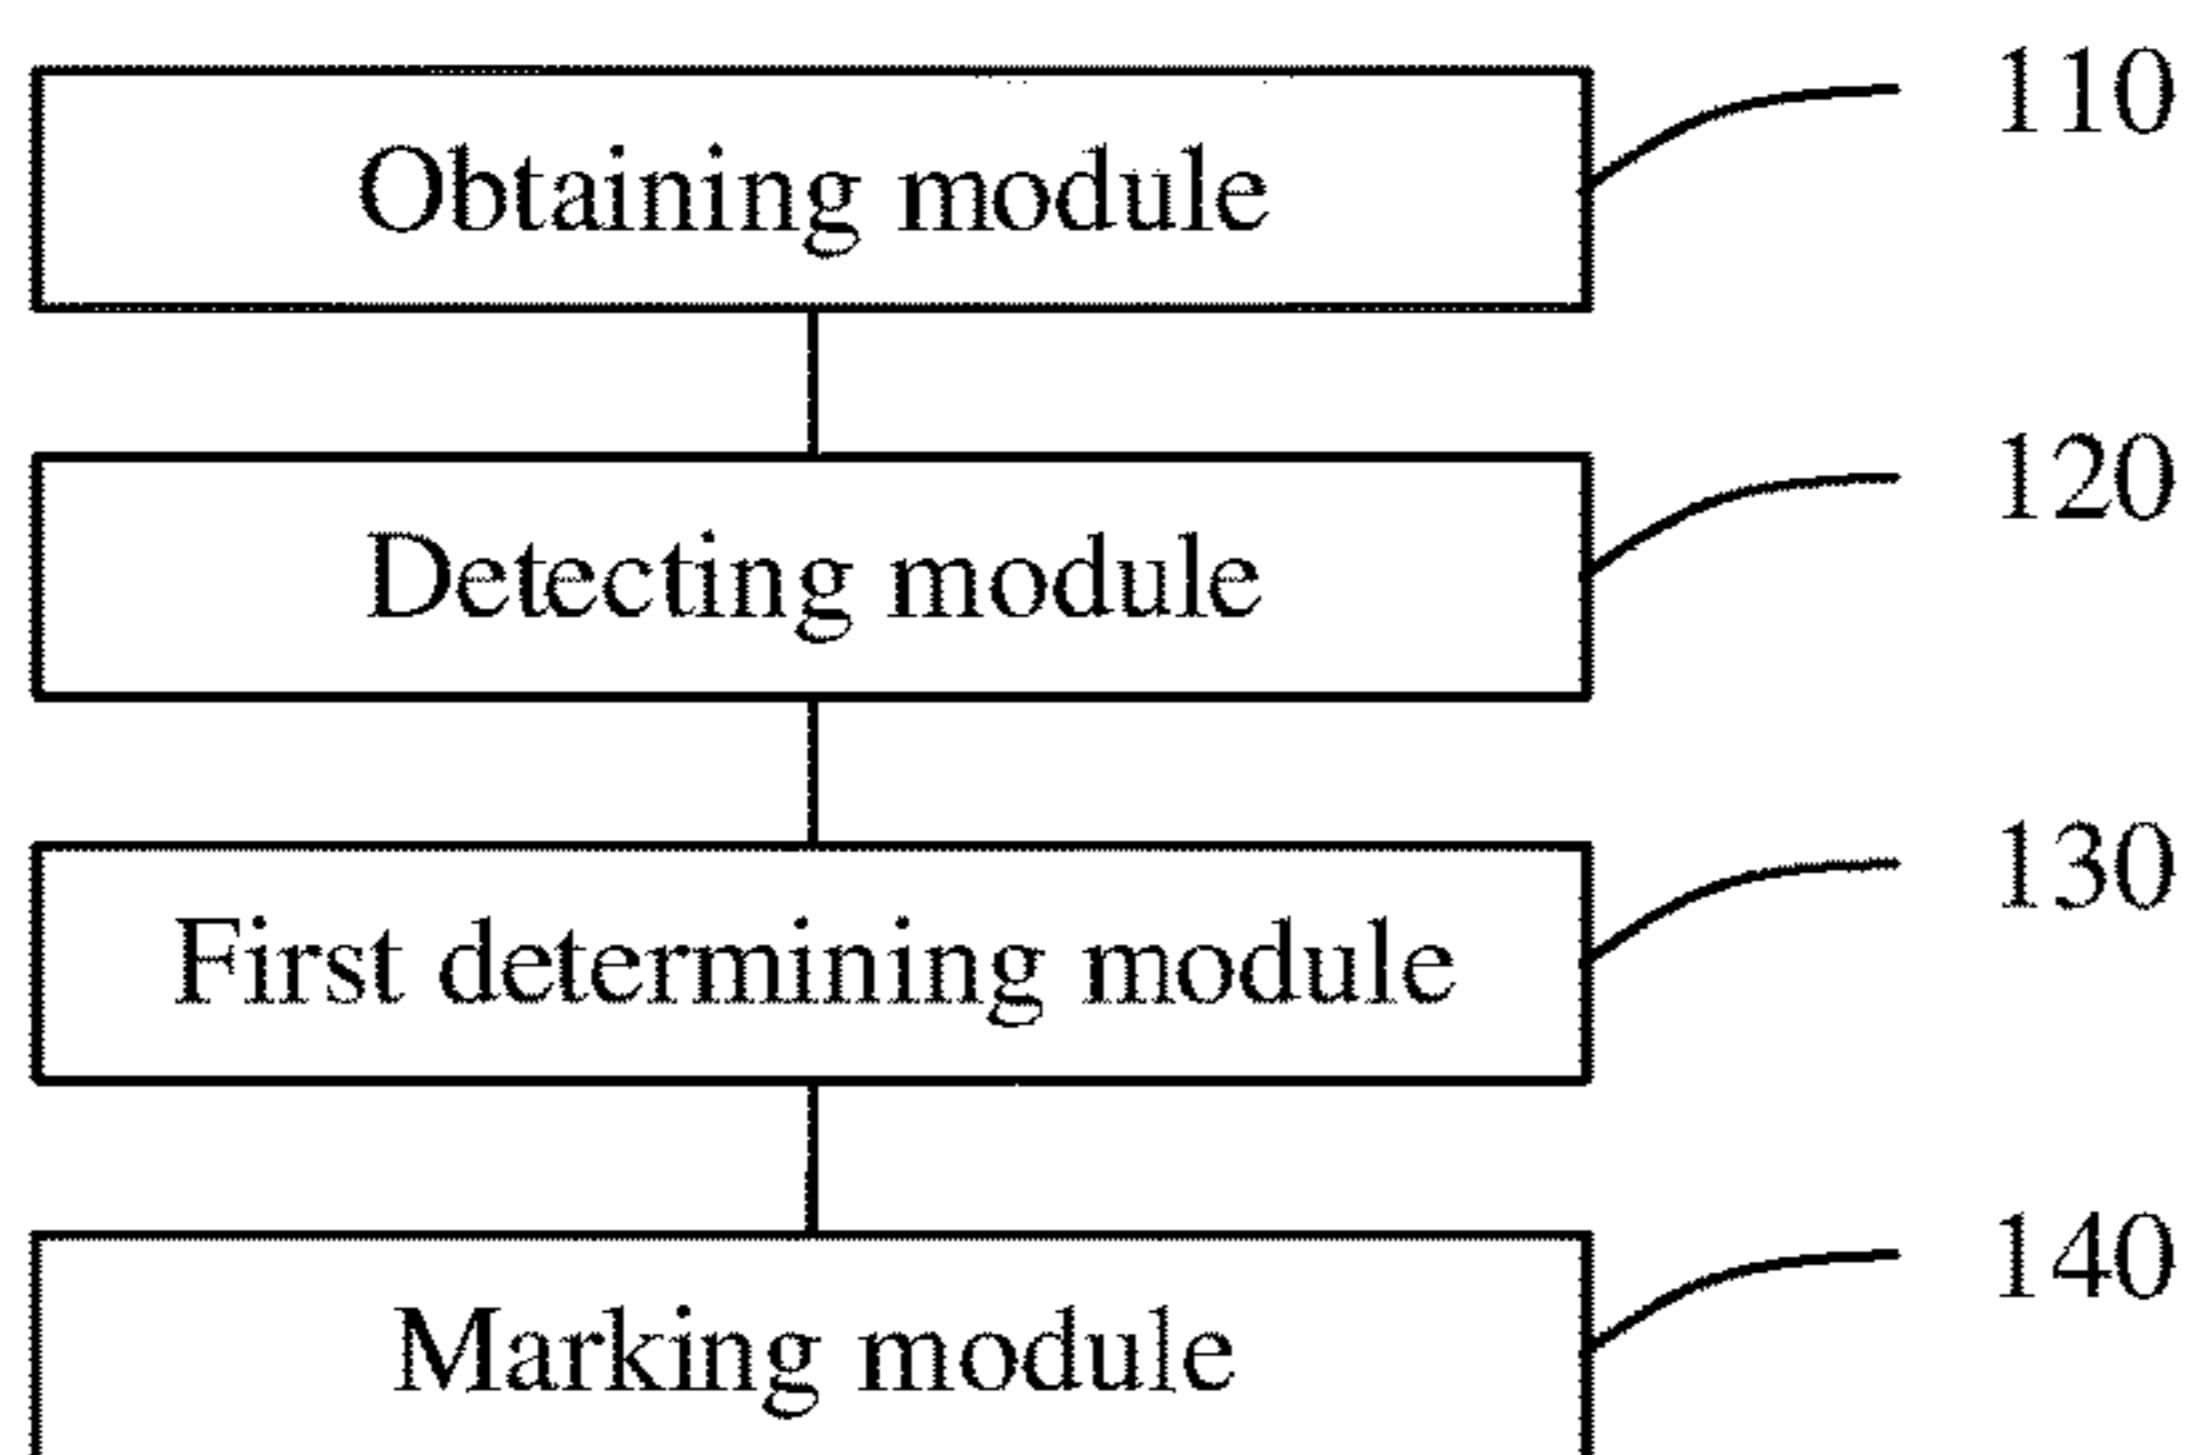 Obtaining module 110
Detecting module 120
First determining module 130
Marking module 140